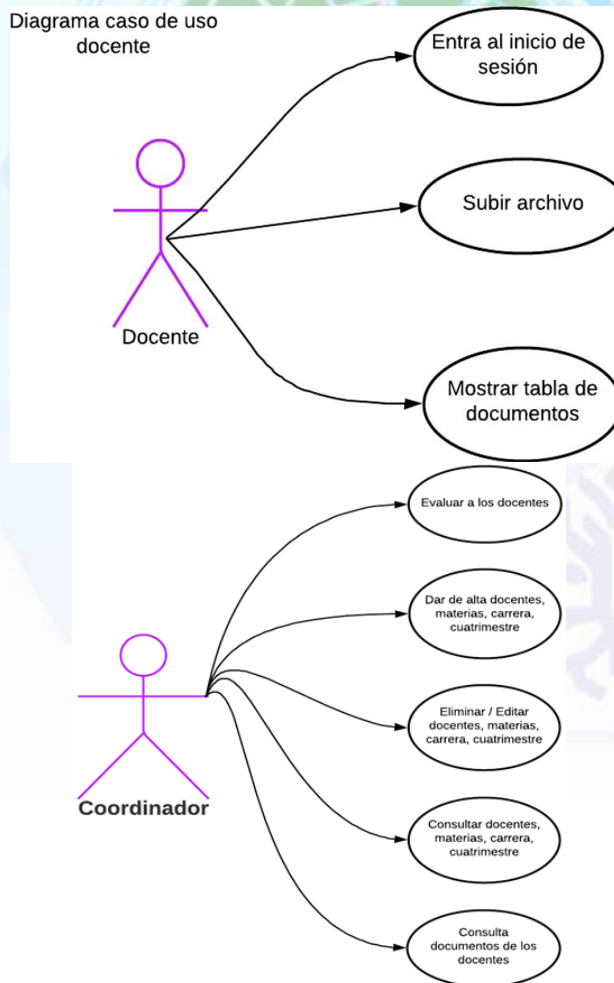 Diagrama caso de uso
docente
Entra al inicio de
sesión
Subir archivo
Docente
Mostrar tabla de
documentos
Evaluar a los docentes
Dar de alta docentes,
materias, carrera,
cuatrimestre
Eliminar / Editar
docentes, materias,
carrera, cuatrimestre
Coordinador
Consultar docentes,
materias, carrera,
cuatrimestre
Consulta
documentos de los
docentes